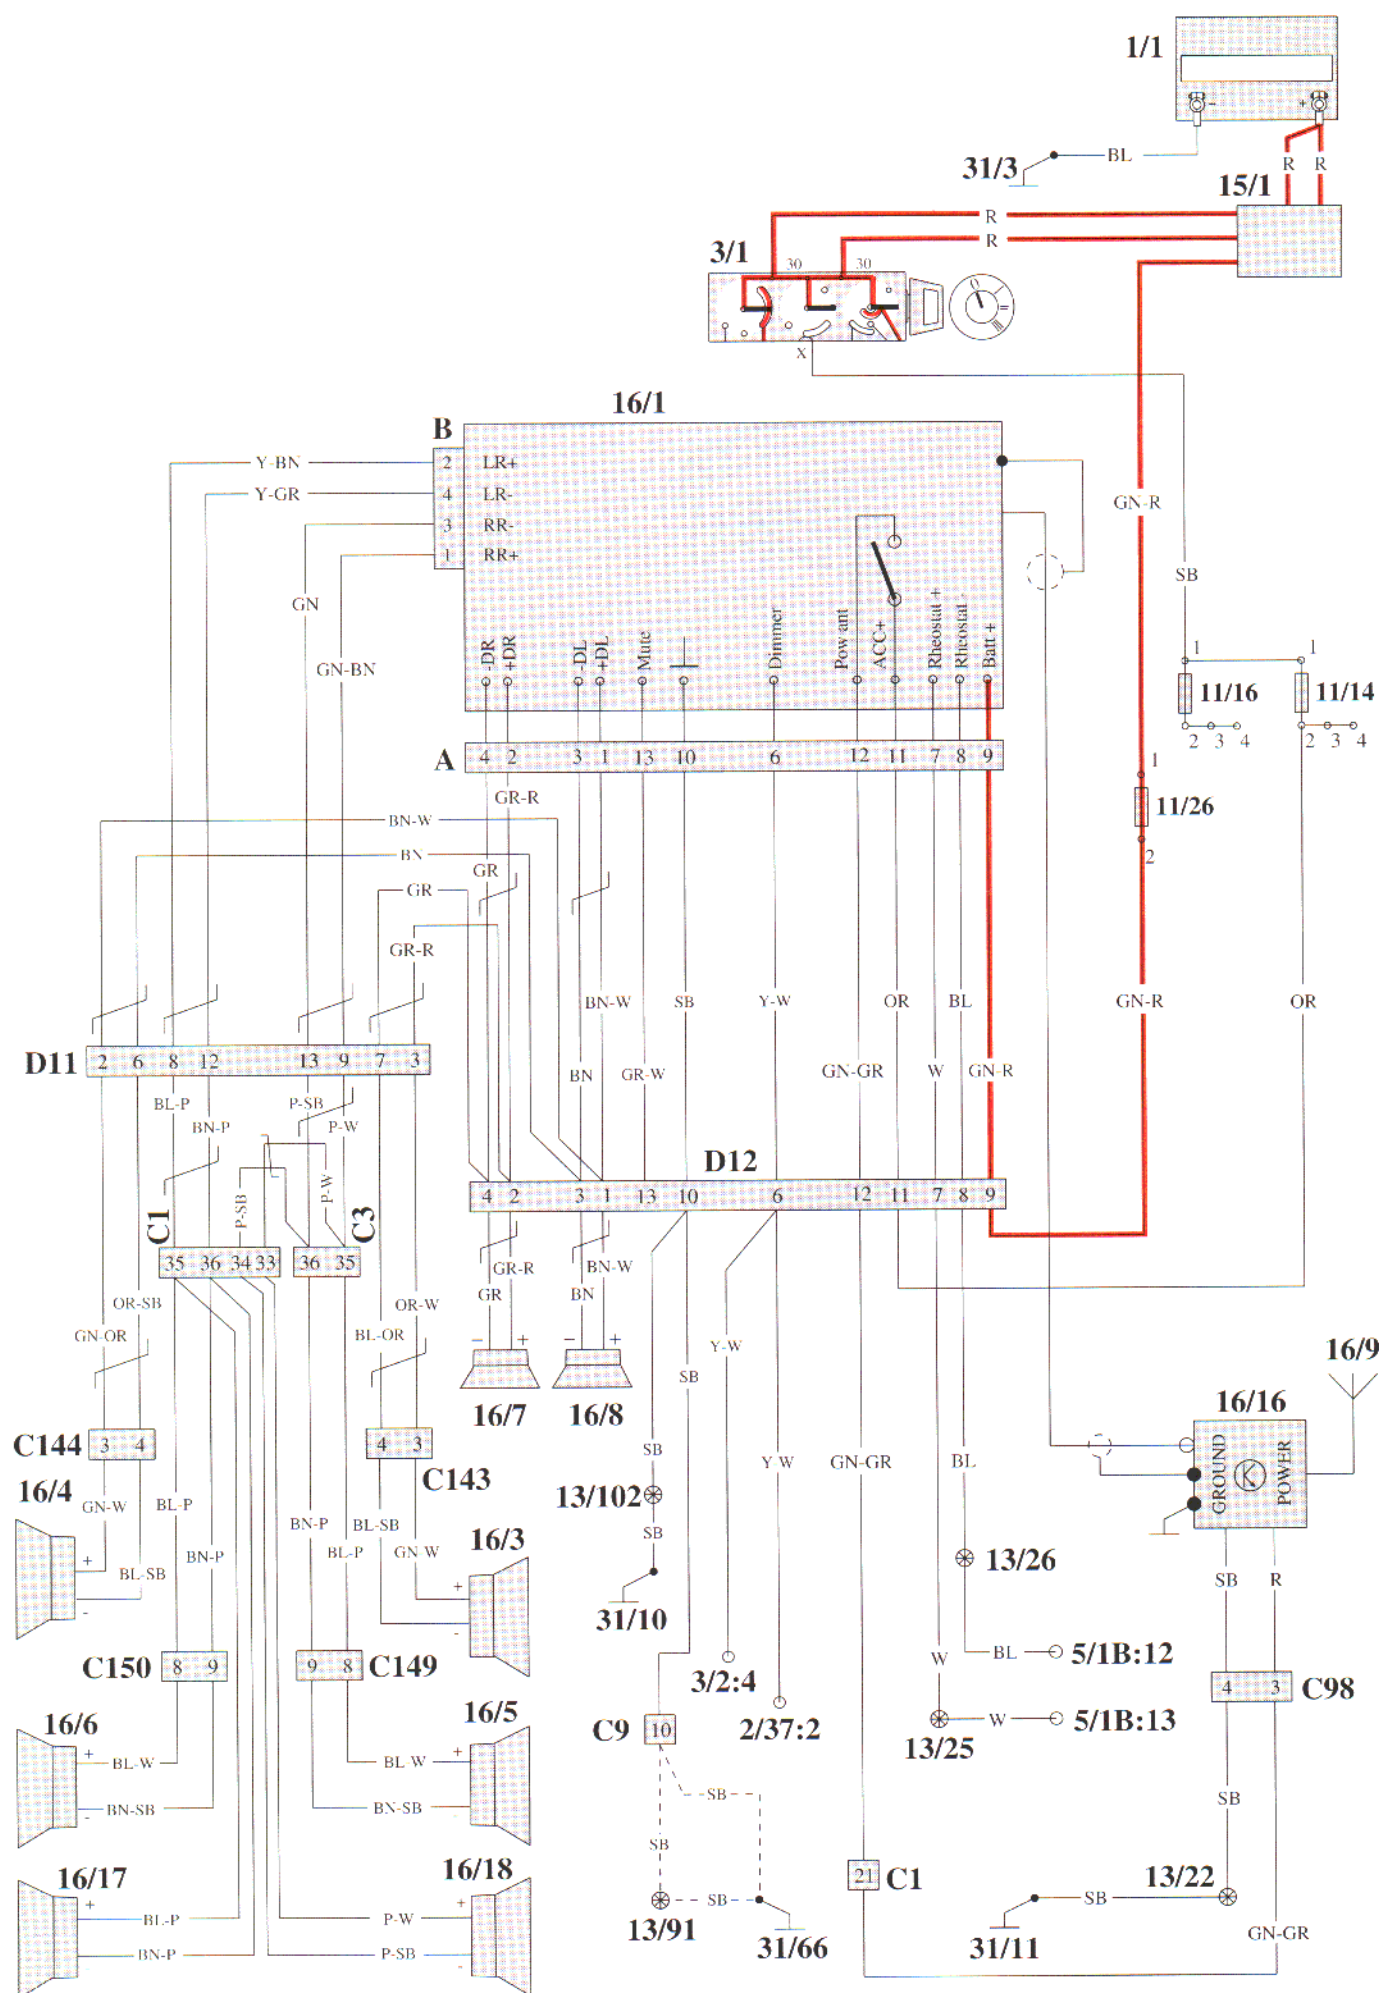 1/1
- +
31/3 BL R R
15/1
R
R
3/1 30 30
X
16/1
B
2 LR+ Y-BN
4 LR- Y-GR
3 RR-
1 RR+
GN
GN-BN
GN-R
SB
-DR +DR -DL +DL Mute Dimmer Pow ant ACC+ Rheostat + Rheostat - Batt +
1 1
11/16 11/14
2 3 4 2 3 4
A 4 2 3 1 13 10 6 12 11 7 8 9
GR-R
1
11/26
2
BN-W
BN
GR GR
GR-R
BN-W SB Y-W OR BL GN-R OR
D11 2 6 8 12 13 9 7 3
BN GR-W GN-GR W GN-R
BL-P P-SB
BN-P P-W
D12
P-SB P-W
4 2 3 1 13 10 6 12 11 7 8 9
C1 C3
35 36 34 33 36 35
GR-R BN-W
GR BN
OR-SB OR-W
GN-OR BL-OR
- + - +
Y-W
SB
16/7 16/8
16/9
16/16
C144 3 4 4 3
C143
SB Y-W GN-GR BL
GROUND K POWER
16/4
GN-W BL-P
13/102
BN-P BL-SB
SB
16/3
BN-P BL-P GN-W
+ +
BL-SB
- -
13/26
SB R
31/10
C150 8 9 9 8 C149
W BL 5/1B:12
3/2:4
4 3 C98
16/6 16/5
2/37:2
C9 10
13/25 W 5/1B:13
+ BL-W BL-W +
- BN-SB BN-SB -
SB
SB
SB
16/17 16/18
21 C1
13/22
+ BL-P P-W +
SB
SB
13/91
31/66
31/11
GN-GR
- BN-P P-SB -